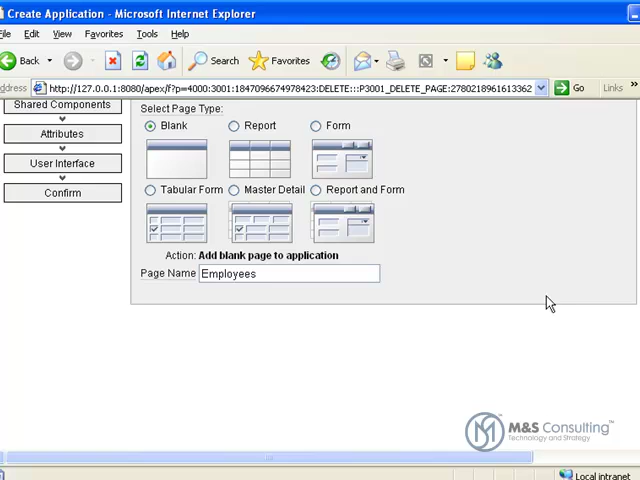 Create Application - Microsoft Internet Explorer
File Edit View Favorites Tools Help
Back Search Favorites
Address http://127.0.0.1:8080/apex/f?p=4000:3001:1847096674978423:DELETE:::P3001_DELETE_PAGE:2780218961613362 Go Links »
Shared Components
Attributes
User Interface
Confirm
Select Page Type:
Blank Report Form
Tabular Form Master Detail Report and Form
Action: Add blank page to application
Page Name Employees
M&S Consulting™
Technology and Strategy
Local intranet